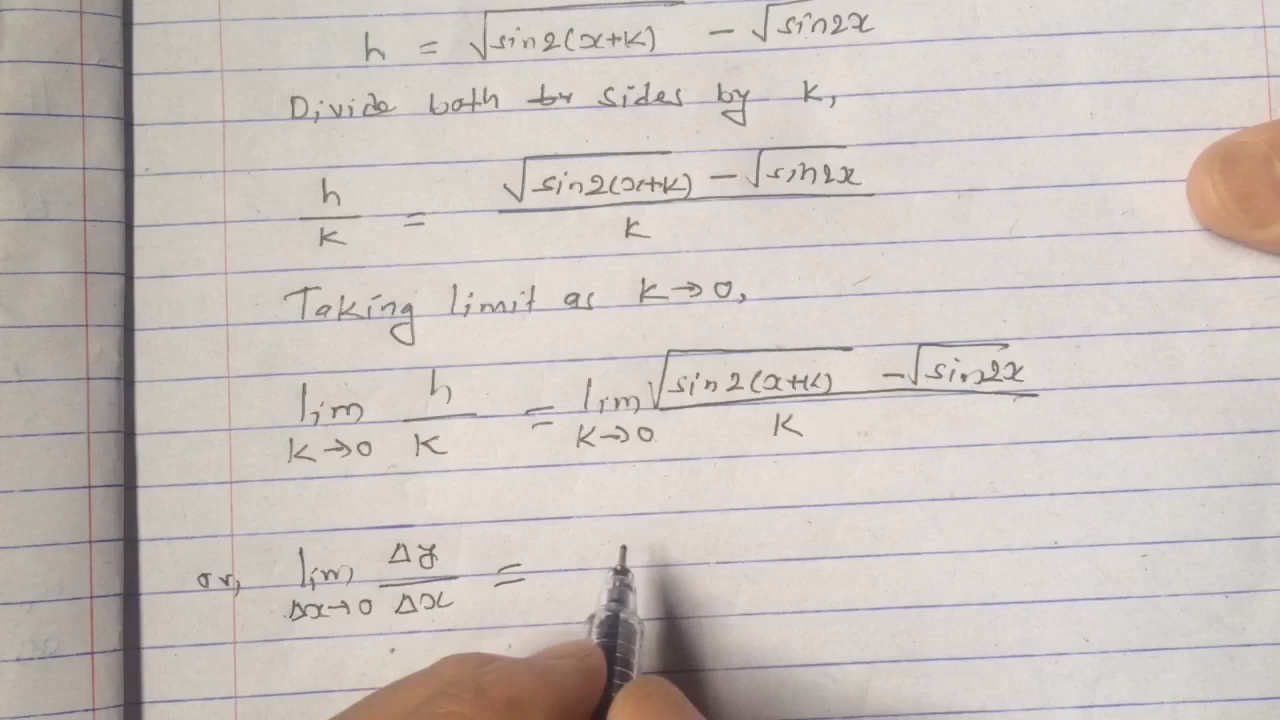 h = √sin2(x+k) - √sin2x
Divide both sides by k,
h/k = (√sin2(x+k) - √sin2x)/k
Taking limit as k→0,
lim k→0 h/k = lim k→0 (√sin2(x+k) - √sin2x)/k
or, lim Δx→0 Δy/Δx =